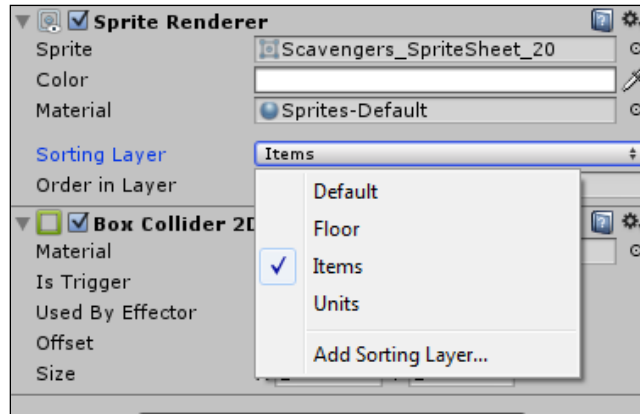 Sprite Renderer
Sprite Scavengers_SpriteSheet_20
Color
Material Sprites-Default
Sorting Layer Items
Order in Layer
Default
Box Collider
Floor
Material
Items
Is Trigger
Units
Used By Effector
Offset
Add Sorting Layer...
Size